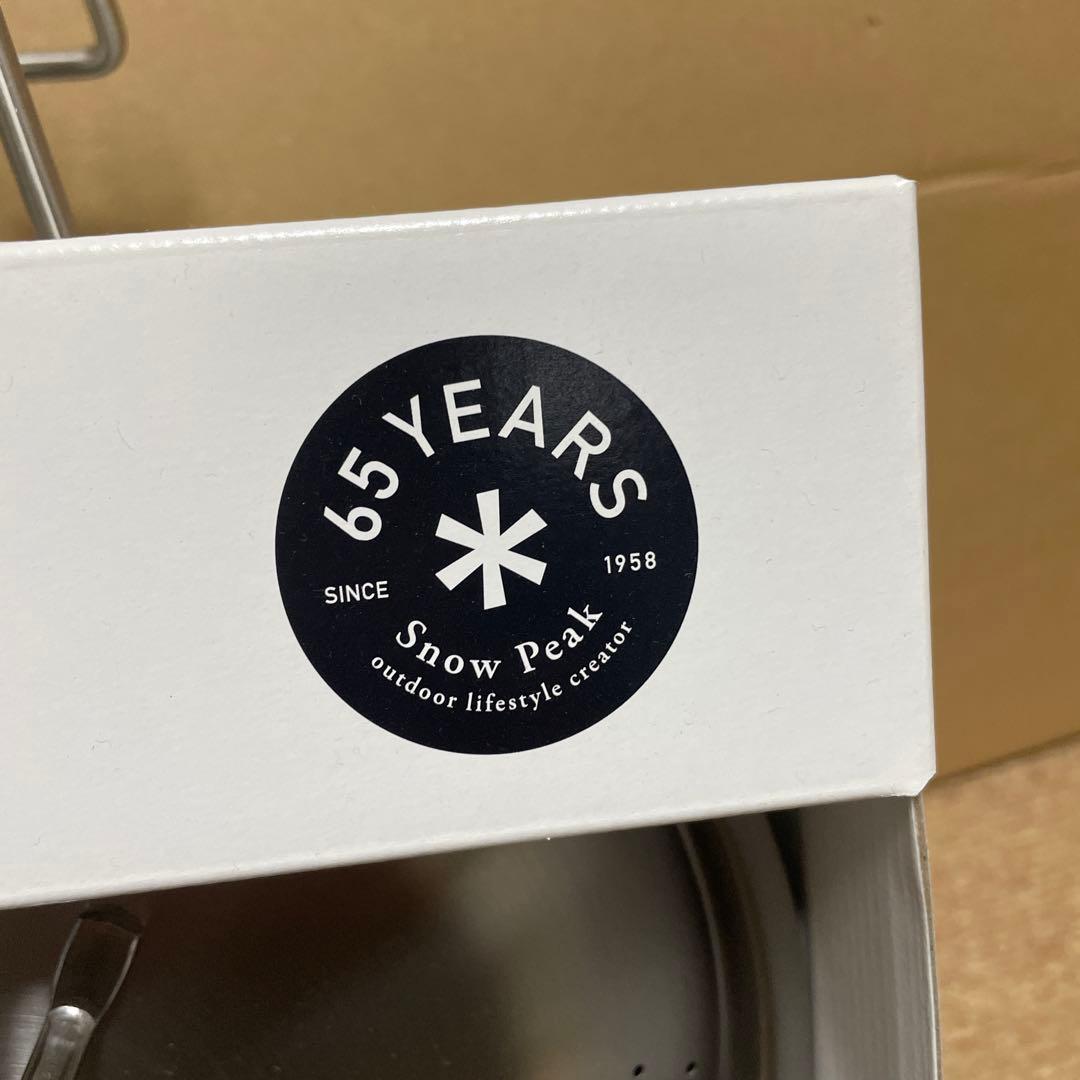 65 YEARS
SINCE 1958
Snow Peak
outdoor lifestyle creator